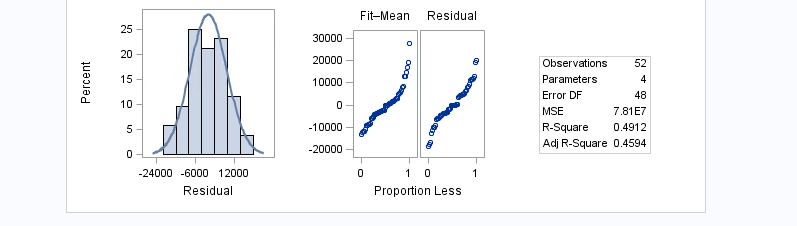 Percent
25
20
15
10
5
0
-24000 -6000 12000
Residual
Fit–Mean Residual
30000
20000
10000
0
-10000
-20000
0 1 0 1
Proportion Less
Observations 52
Parameters 4
Error DF 48
MSE 7.81E7
R-Square 0.4912
Adj R-Square 0.4594